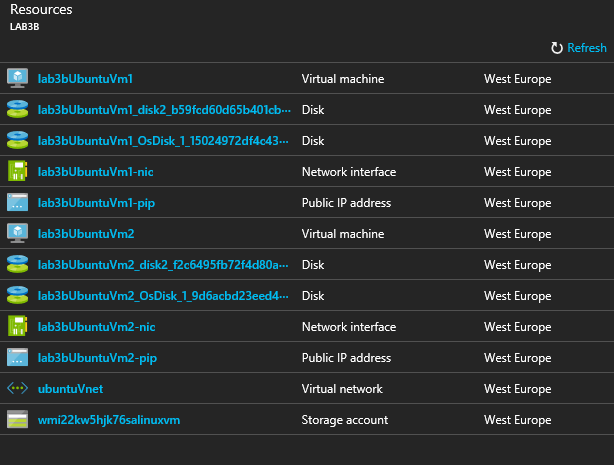 Resources
LAB3B
Refresh
lab3bUbuntuVm1 Virtual machine West Europe
lab3bUbuntuVm1_disk2_b59fcd60d65b401cb··· Disk West Europe
lab3bUbuntuVm1_OsDisk_1_15024972df4c43··· Disk West Europe
lab3bUbuntuVm1-nic Network interface West Europe
lab3bUbuntuVm1-pip Public IP address West Europe
lab3bUbuntuVm2 Virtual machine West Europe
lab3bUbuntuVm2_disk2_f2c6495fb72f4d80a··· Disk West Europe
lab3bUbuntuVm2_OsDisk_1_9d6acbd23eed4··· Disk West Europe
lab3bUbuntuVm2-nic Network interface West Europe
lab3bUbuntuVm2-pip Public IP address West Europe
ubuntuVnet Virtual network West Europe
wmi22kw5hjk76salinuxvm Storage account West Europe